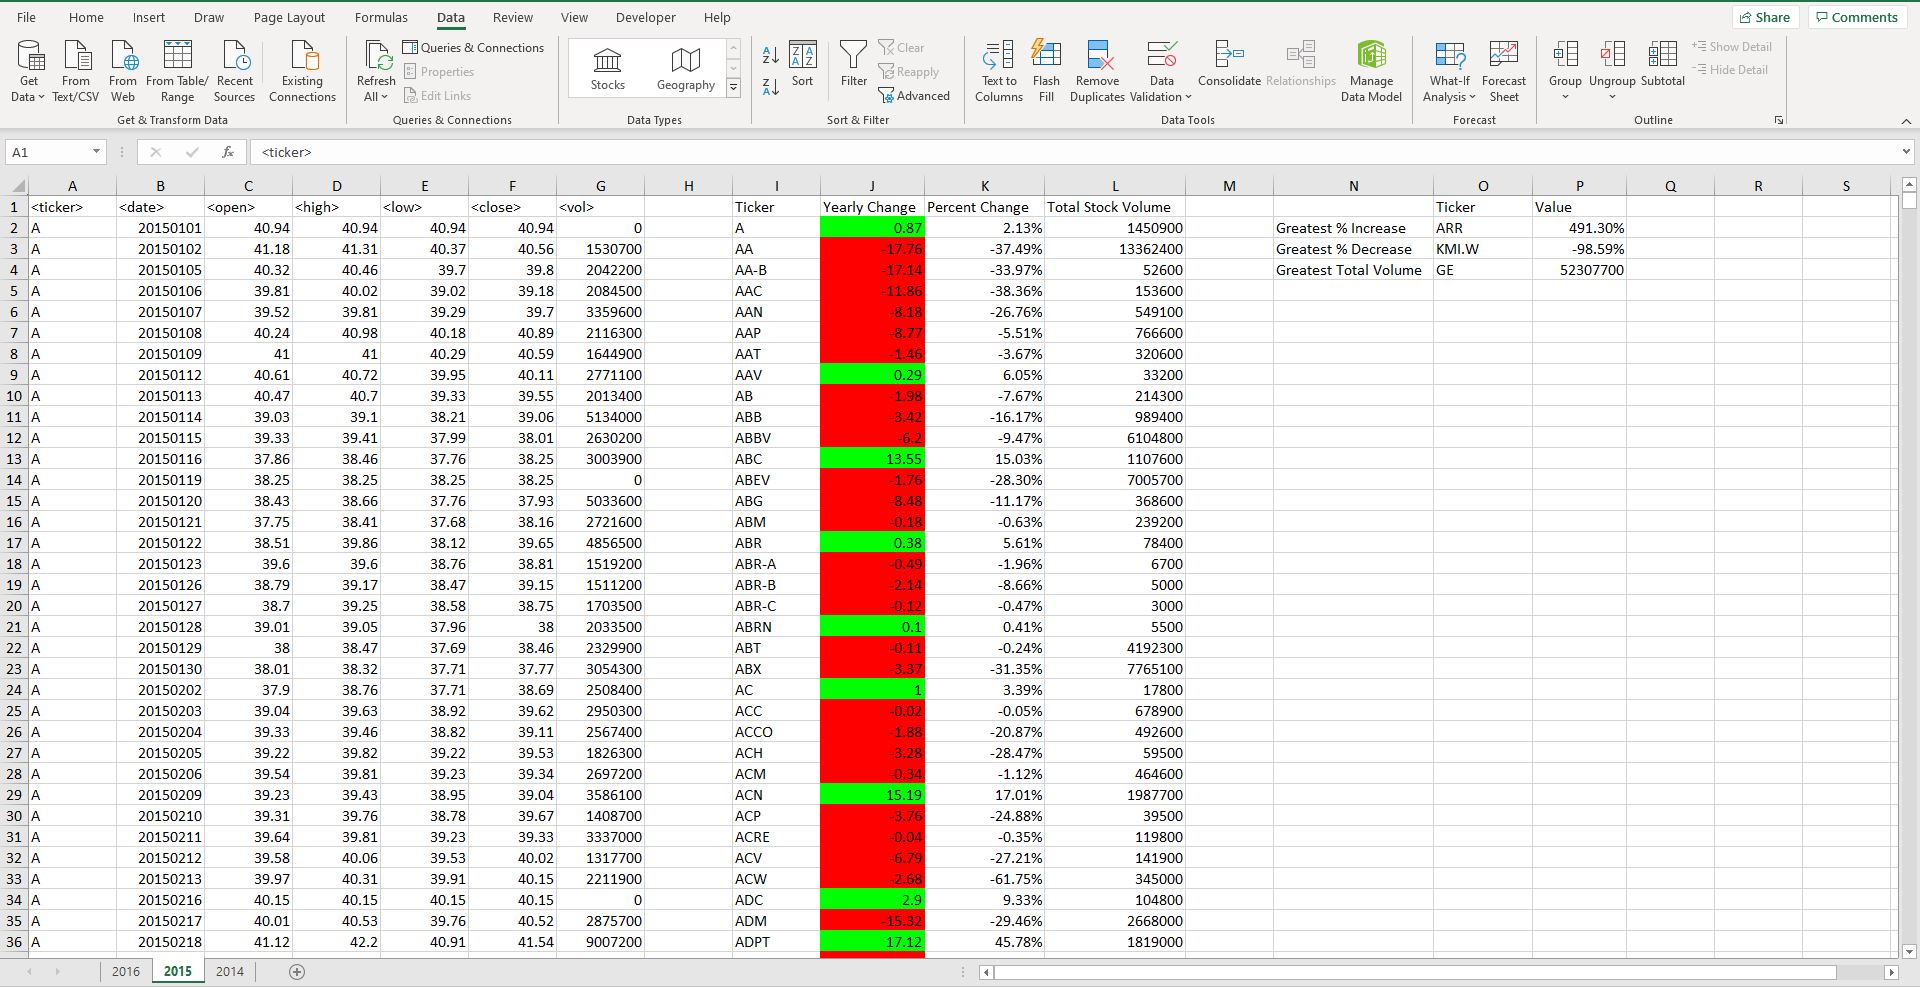 File Home Insert Draw Page Layout Formulas Data Review View Developer Help Share Comments
Get Data From Text/CSV From Web From Table/ Range Recent Sources Existing Connections
Get & Transform Data
Refresh All Queries & Connections Properties Edit Links
Queries & Connections
Stocks Geography
Data Types
Sort Filter Clear Reapply Advanced
Sort & Filter
Text to Columns Flash Fill Remove Duplicates Data Validation Consolidate Relationships Manage Data Model
Data Tools
What-If Analysis Forecast Sheet
Forecast
Group Ungroup Subtotal Show Detail Hide Detail
Outline
A1 fx <ticker>
A B C D E F G H I J K L M N O P Q R S
1 <ticker> <date> <open> <high> <low> <close> <vol> Ticker Yearly Change Percent Change Total Stock Volume Ticker Value
2 A 20150101 40.94 40.94 40.94 40.94 0 A 0.87 2.13% 1450900 Greatest % Increase ARR 491.30%
3 A 20150102 41.18 41.31 40.37 40.56 1530700 AA -17.76 -37.49% 13362400 Greatest % Decrease KMI.W -98.59%
4 A 20150105 40.32 40.46 39.7 39.8 2042200 AA-B -17.14 -33.97% 52600 Greatest Total Volume GE 52307700
5 A 20150106 39.81 40.02 39.02 39.18 2084500 AAC -11.86 -38.36% 153600
6 A 20150107 39.52 39.81 39.29 39.7 3359600 AAN -8.18 -26.76% 549100
7 A 20150108 40.24 40.98 40.18 40.89 2116300 AAP -8.77 -5.51% 766600
8 A 20150109 41 41 40.29 40.59 1644900 AAT -1.46 -3.67% 320600
9 A 20150112 40.61 40.72 39.95 40.11 2771100 AAV 0.29 6.05% 33200
10 A 20150113 40.47 40.7 39.33 39.55 2013400 AB -1.98 -7.67% 214300
11 A 20150114 39.03 39.1 38.21 39.06 5134000 ABB -3.42 -16.17% 989400
12 A 20150115 39.33 39.41 37.99 38.01 2630200 ABBV -6.2 -9.47% 6104800
13 A 20150116 37.86 38.46 37.76 38.25 3003900 ABC 13.55 15.03% 1107600
14 A 20150119 38.25 38.25 38.25 38.25 0 ABEV -1.76 -28.30% 7005700
15 A 20150120 38.43 38.66 37.76 37.93 5033600 ABG -8.48 -11.17% 368600
16 A 20150121 37.75 38.41 37.68 38.16 2721600 ABM -0.18 -0.63% 239200
17 A 20150122 38.51 39.86 38.12 39.65 4856500 ABR 0.38 5.61% 78400
18 A 20150123 39.6 39.6 38.76 38.81 1519200 ABR-A -0.49 -1.96% 6700
19 A 20150126 38.79 39.17 38.47 39.15 1511200 ABR-B -2.14 -8.66% 5000
20 A 20150127 38.7 39.25 38.58 38.75 1703500 ABR-C -0.12 -0.47% 3000
21 A 20150128 39.01 39.05 37.96 38 2033500 ABRN 0.1 0.41% 5500
22 A 20150129 38 38.47 37.69 38.46 2329900 ABT -0.11 -0.24% 4192300
23 A 20150130 38.01 38.32 37.71 37.77 3054300 ABX -3.37 -31.35% 7765100
24 A 20150202 37.9 38.76 37.71 38.69 2508400 AC 1 3.39% 17800
25 A 20150203 39.04 39.63 38.92 39.62 2950300 ACC -0.02 -0.05% 678900
26 A 20150204 39.33 39.46 38.82 39.11 2567400 ACCO -1.88 -20.87% 492600
27 A 20150205 39.22 39.82 39.22 39.53 1826300 ACH -3.28 -28.47% 59500
28 A 20150206 39.54 39.81 39.23 39.34 2697200 ACM -0.34 -1.12% 464600
29 A 20150209 39.23 39.43 38.95 39.04 3586100 ACN 15.19 17.01% 1987700
30 A 20150210 39.31 39.76 38.78 39.67 1408700 ACP -3.76 -24.88% 39500
31 A 20150211 39.64 39.81 39.23 39.33 3337000 ACRE -0.04 -0.35% 119800
32 A 20150212 39.58 40.06 39.53 40.02 1317700 ACV -6.79 -27.21% 141900
33 A 20150213 39.97 40.31 39.91 40.15 2211900 ACW -2.68 -61.75% 345000
34 A 20150216 40.15 40.15 40.15 40.15 0 ADC 2.9 9.33% 104800
35 A 20150217 40.01 40.53 39.76 40.52 2875700 ADM -15.32 -29.46% 2668000
36 A 20150218 41.12 42.2 40.91 41.54 9007200 ADPT 17.12 45.78% 1819000
2016 2015 2014